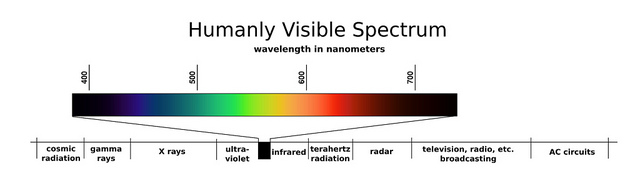 Humanly Visible Spectrum
wavelength in nanometers
400 500 600 700
cosmic radiation
gamma rays
X rays
ultra-
violet
infrared
terahertz
radiation
radar
television, radio, etc.
broadcasting
AC circuits